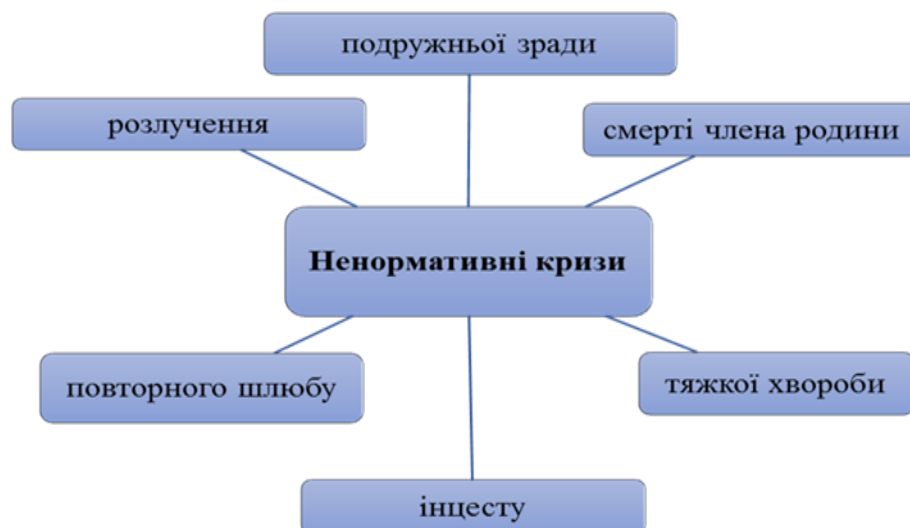 подружньої зради
розлучення
смерті члена родини
Ненормативні кризи
повторного шлюбу
тяжкої хвороби
інцесту